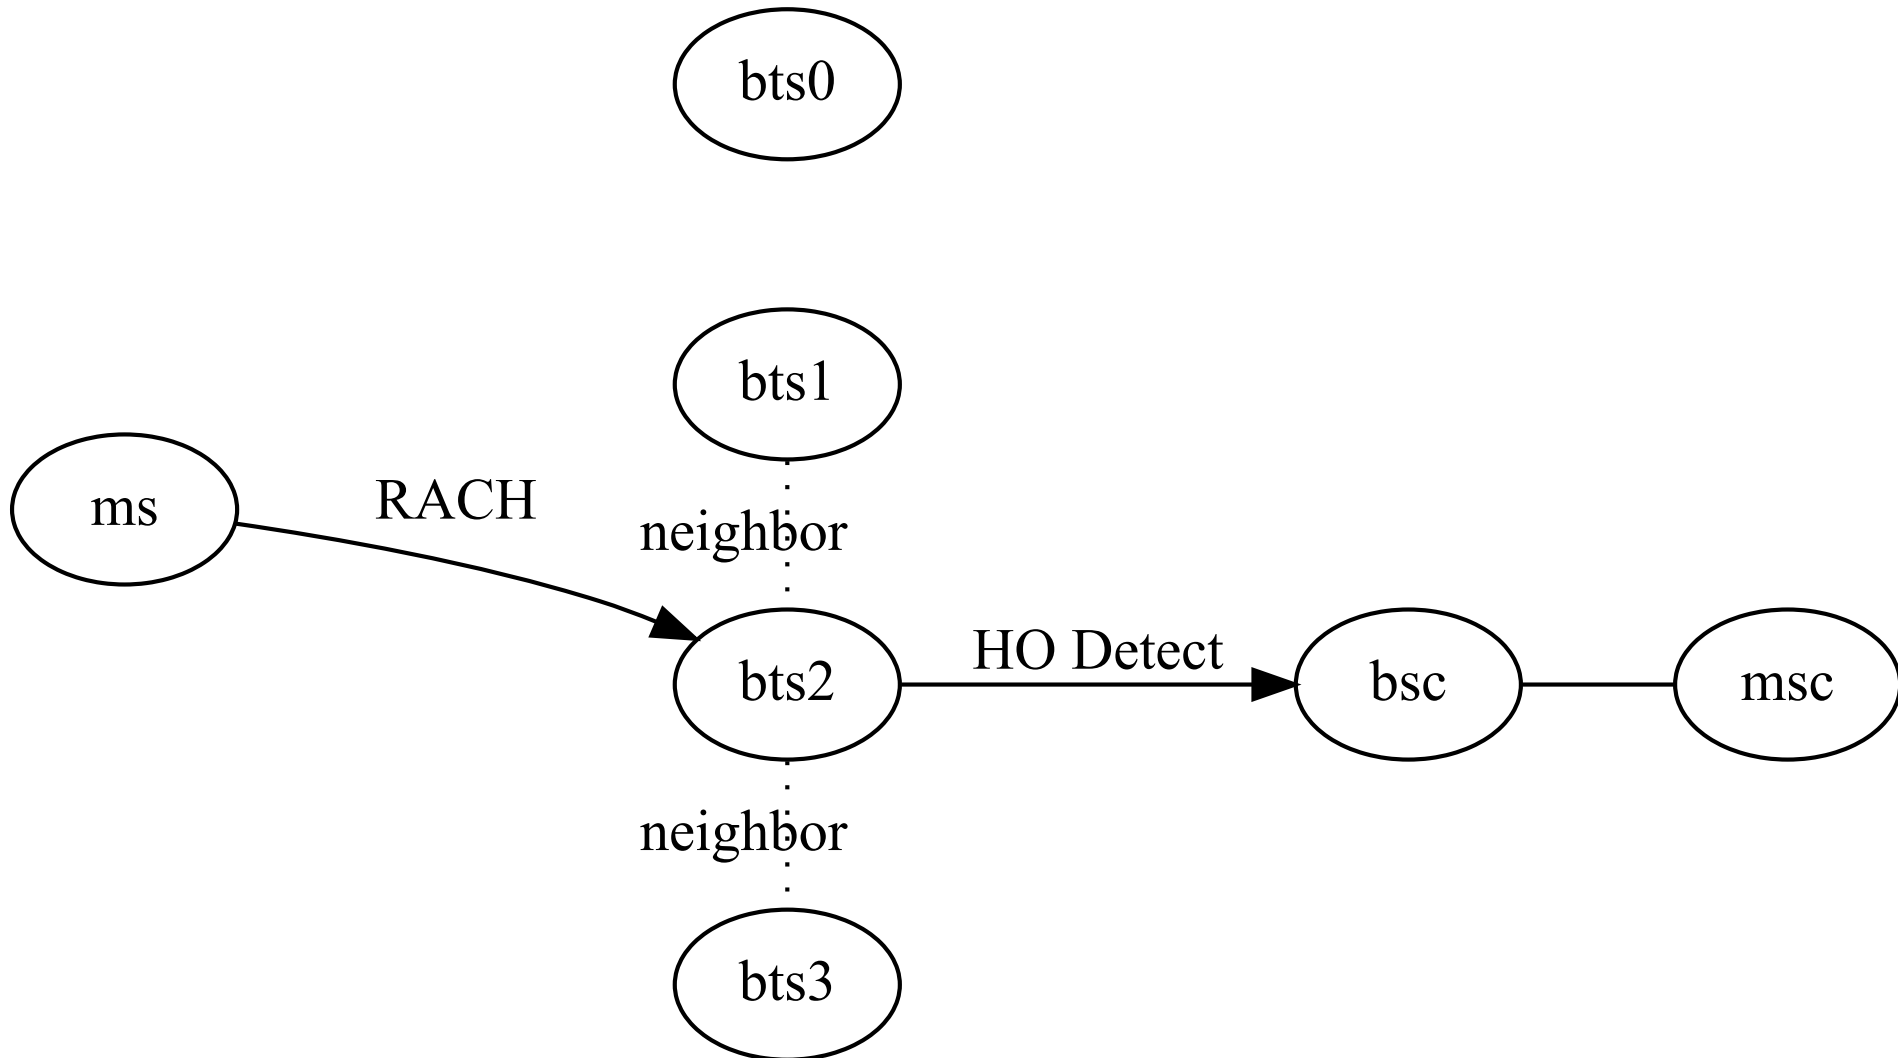 bts0
bts1
ms
RACH
neighbor
bts2
HO Detect
bsc
msc
neighbor
bts3